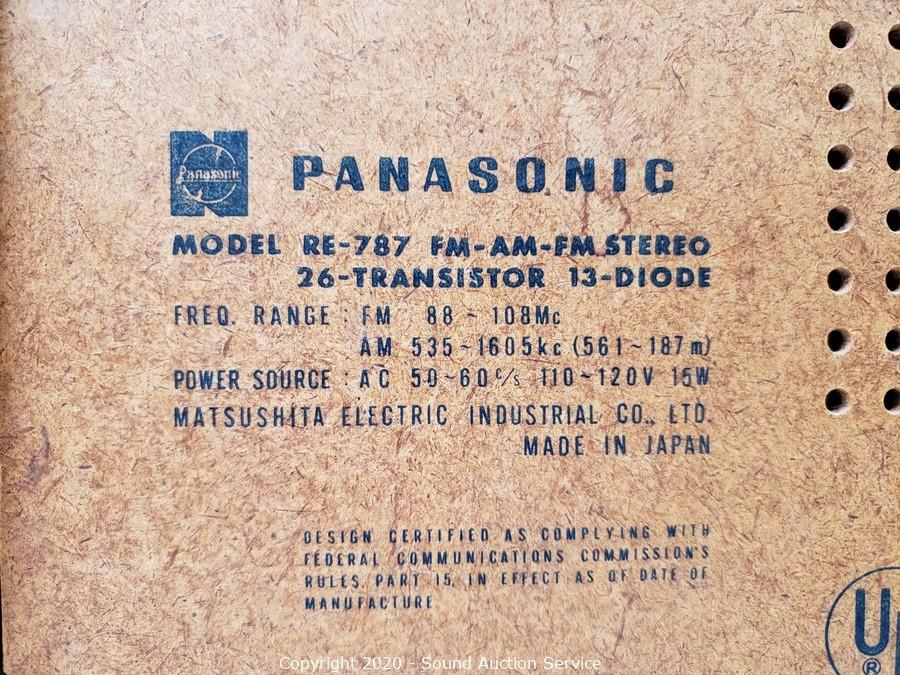 Panasonic
PANASONIC
MODEL RE-787 FM-AM-FM STEREO
26-TRANSISTOR 13-DIODE
FREQ. RANGE : FM 88 ~ 108Mc
AM 535~1605kc (561~187m)
POWER SOURCE : AC 50~60c/s 110~120V 15W
MATSUSHITA ELECTRIC INDUSTRIAL CO., LTD.
MADE IN JAPAN
DESIGN CERTIFIED AS COMPLYING WITH
FEDERAL COMMUNICATIONS COMMISSION'S
RULES, PART 15, IN EFFECT AS OF DATE OF
MANUFACTURE
U
®
Copyright 2020 - Sound Auction Service